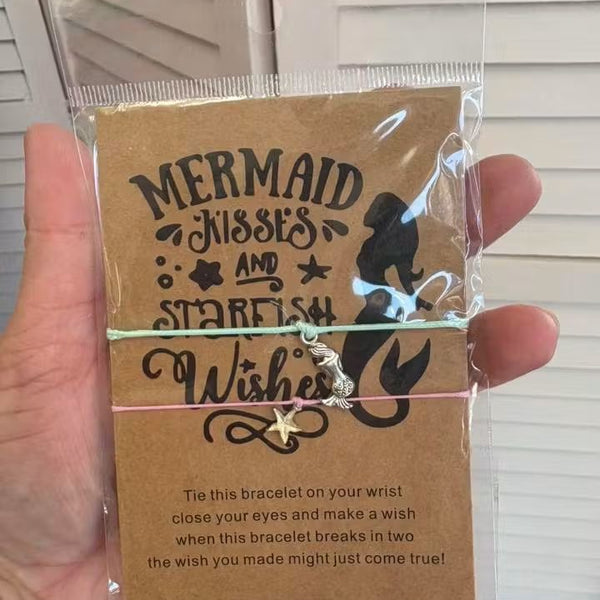 MERMAID
KISSES
AND
STARFISH
Wishes
Tie this bracelet on your wrist
close your eyes and make a wish
when this bracelet breaks in two
the wish you made might just come true!